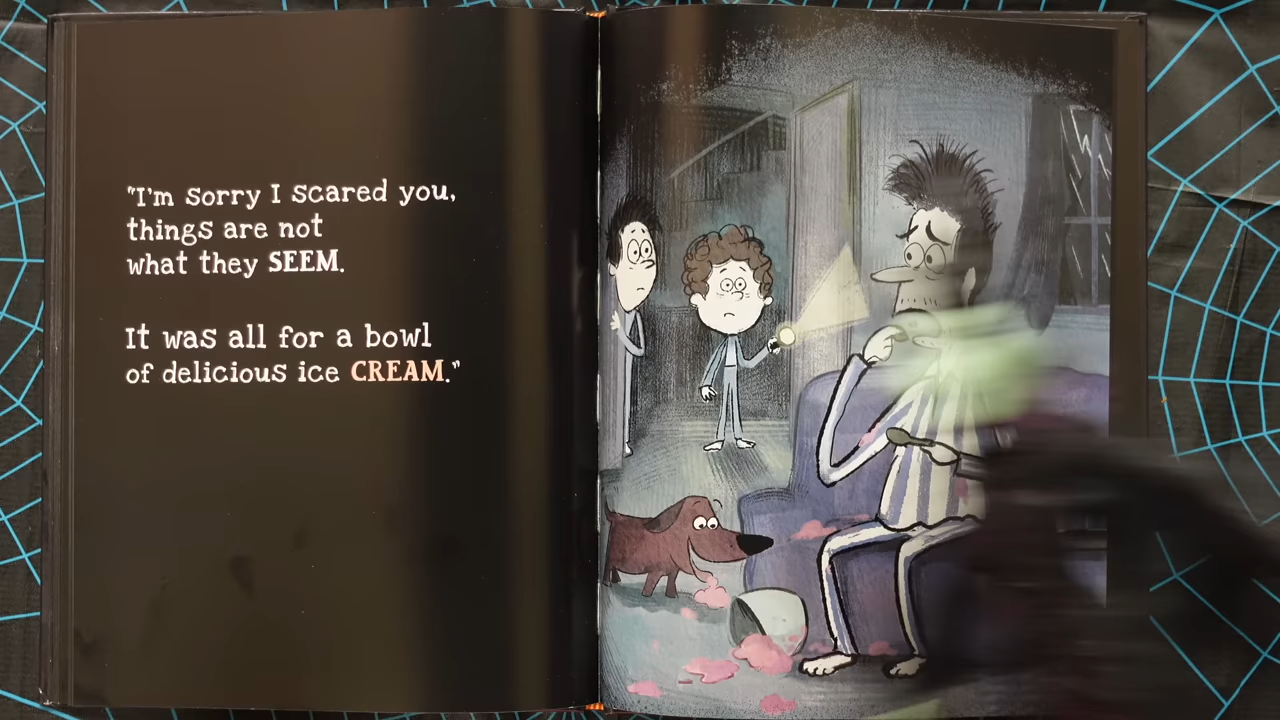 "I'm sorry I scared you,
things are not
what they SEEM.
It was all for a bowl
of delicious ice CREAM."